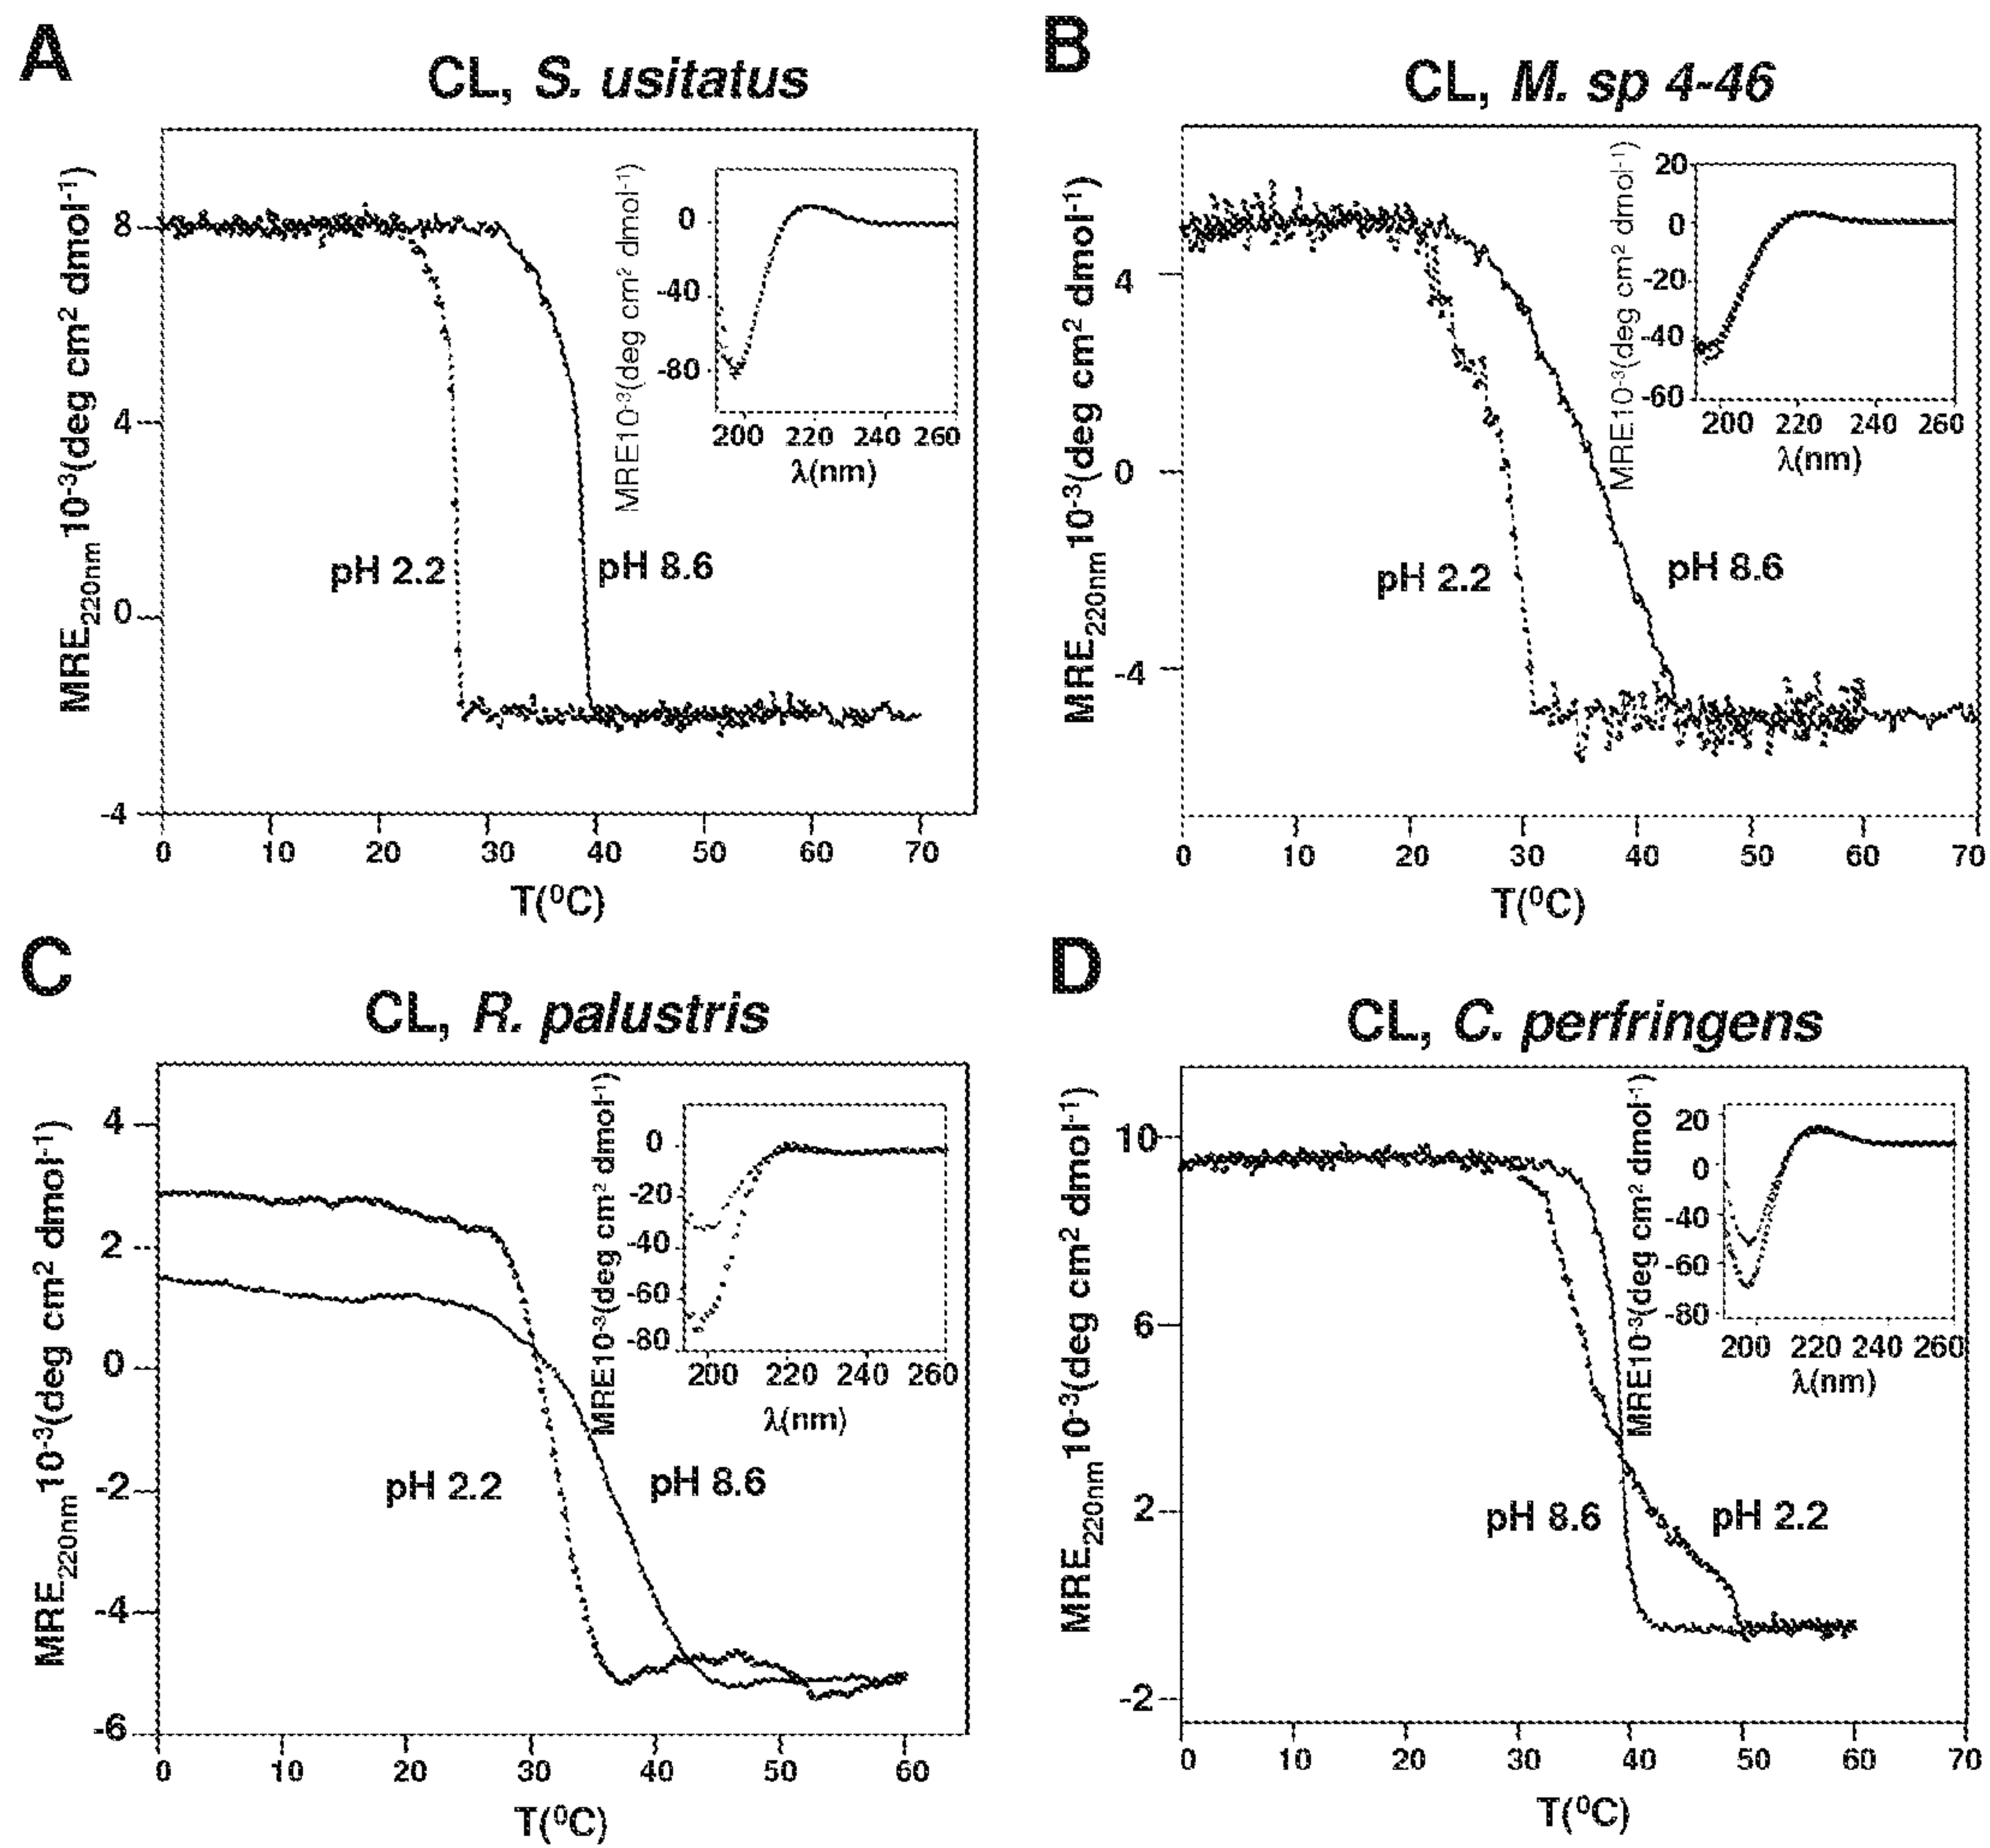 A
CL, S. usitatus
MRE220nm10-3(deg cm2 dmol-1)
8
4
0
-4
0 10 20 30 40 50 60 70
T(0C)
pH 2.2
pH 8.6
MRE10-3(deg cm2 dmol-1)
0
-40
-80
200 220 240 260
λ(nm)
B
CL, M. sp 4-46
MRE220nm10-3(deg cm2 dmol-1)
4
0
-4
0 10 20 30 40 50 60 70
T(0C)
pH 2.2
pH 8.6
MRE10-3(deg cm2 dmol-1)
20
0
-20
-40
-60
200 220 240 260
λ(nm)
C
CL, R. palustris
MRE220nm10-3(deg cm2 dmol-1)
4
2
0
-2
-4
-6
0 10 20 30 40 50 60
T(0C)
pH 2.2
pH 8.6
MRE10-3(deg cm2 dmol-1)
0
-20
-40
-60
-80
200 220 240 260
λ(nm)
D
CL, C. perfringens
MRE220nm10-3(deg cm2 dmol-1)
10
6
2
-2
0 10 20 30 40 50 60 70
T(0C)
pH 8.6
pH 2.2
MRE10-3(deg cm2 dmol-1)
20
0
-40
-60
-80
200 220 240 260
λ(nm)